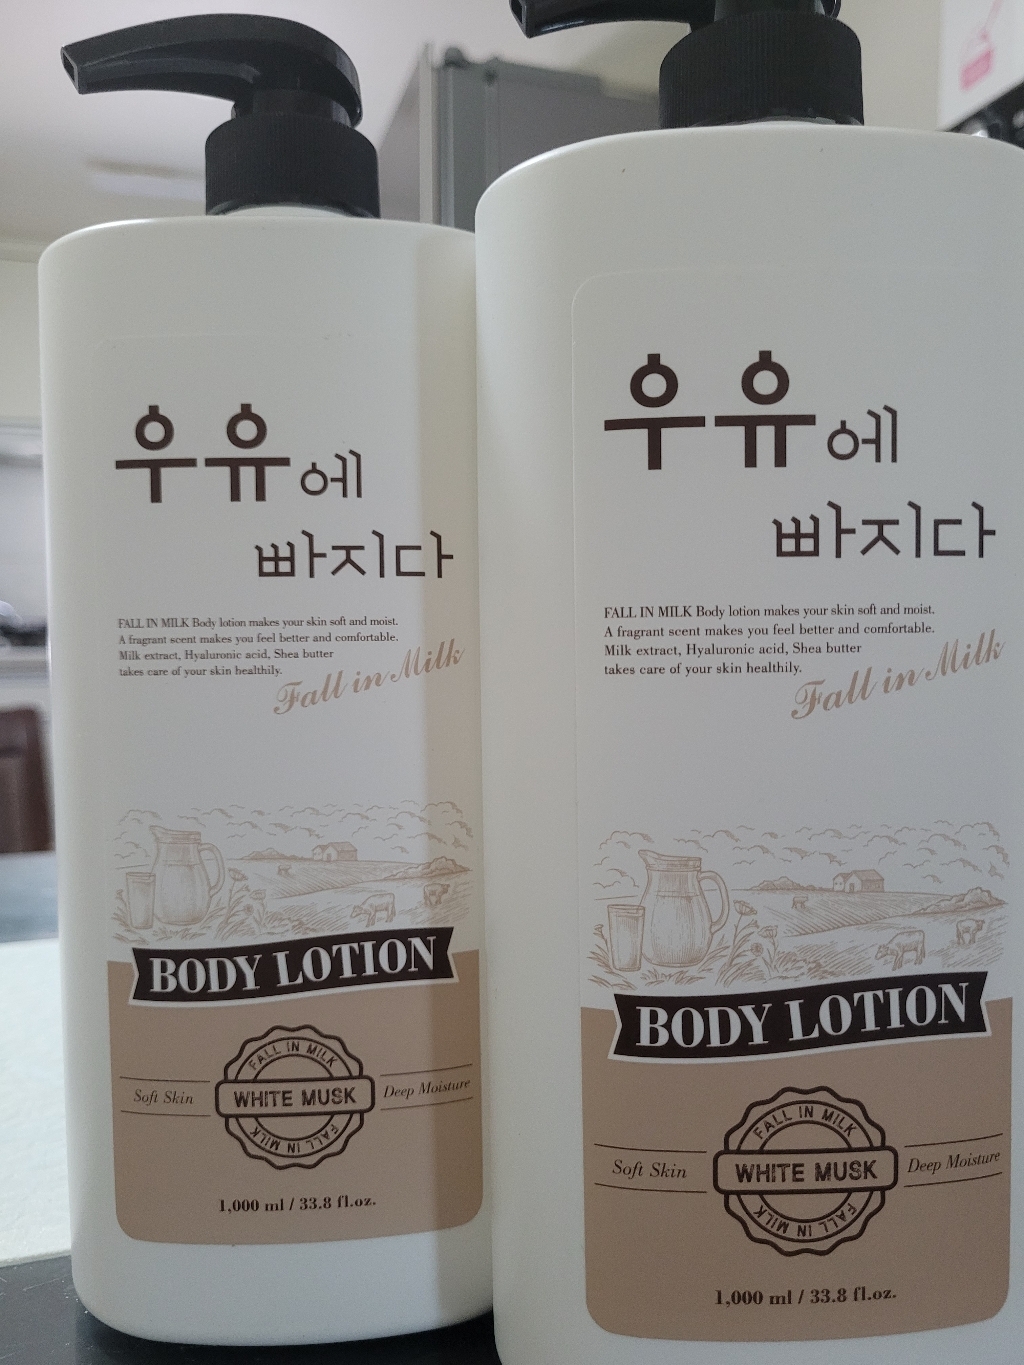 우유에
빠지다
FALL IN MILK Body lotion makes your skin soft and moist.
A fragrant scent makes you feel better and comfortable.
Milk extract, Hyaluronic acid, Shea butter
takes care of your skin healthily.
Fall in Milk
BODY LOTION
FALL IN MILK
Soft Skin WHITE MUSK Deep Moisture
FALL IN MILK
1,000 ml / 33.8 fl.oz.
우유에
빠지다
FALL IN MILK Body lotion makes your skin soft and moist.
A fragrant scent makes you feel better and comfortable.
Milk extract, Hyaluronic acid, Shea butter
takes care of your skin healthily.
Fall in Milk
BODY LOTION
FALL IN MILK
Soft Skin WHITE MUSK Deep Moisture
FALL IN MILK
1,000 ml / 33.8 fl.oz.